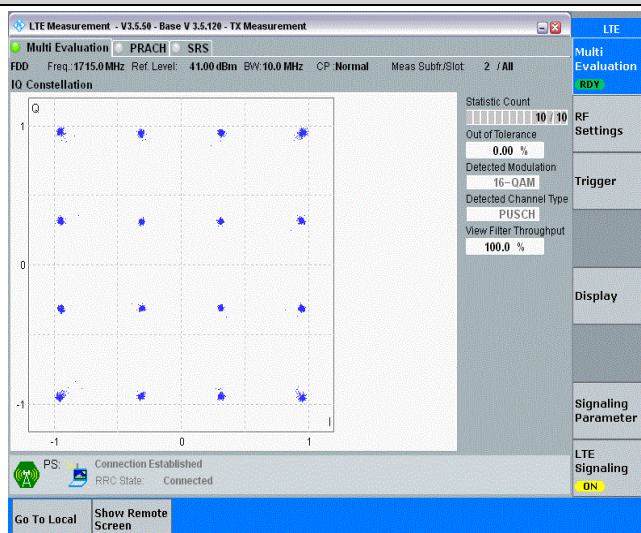 LTE Measurement - V3.5.50 - Base V 3.5.120 - TX Measurement
Multi Evaluation PRACH SRS
FDD Freq.:1715.0 MHz Ref. Level: 41.00 dBm BW:10.0 MHz CP :Normal Meas Subfr./Slot: 2 / All
IQ Constellation
Q
1
0
-1
I
-1 0 1
Statistic Count
10 / 10
Out of Tolerance
0.00 %
Detected Modulation
16-QAM
Detected Channel Type
PUSCH
View Filter Throughput
100.0 %
PS:
Connection Established
RRC State: Connected
LTE
Multi
Evaluation
RDY
RF
Settings
Trigger
Display
Signaling
Parameter
LTE
Signaling
ON
Go To Local
Show Remote
Screen